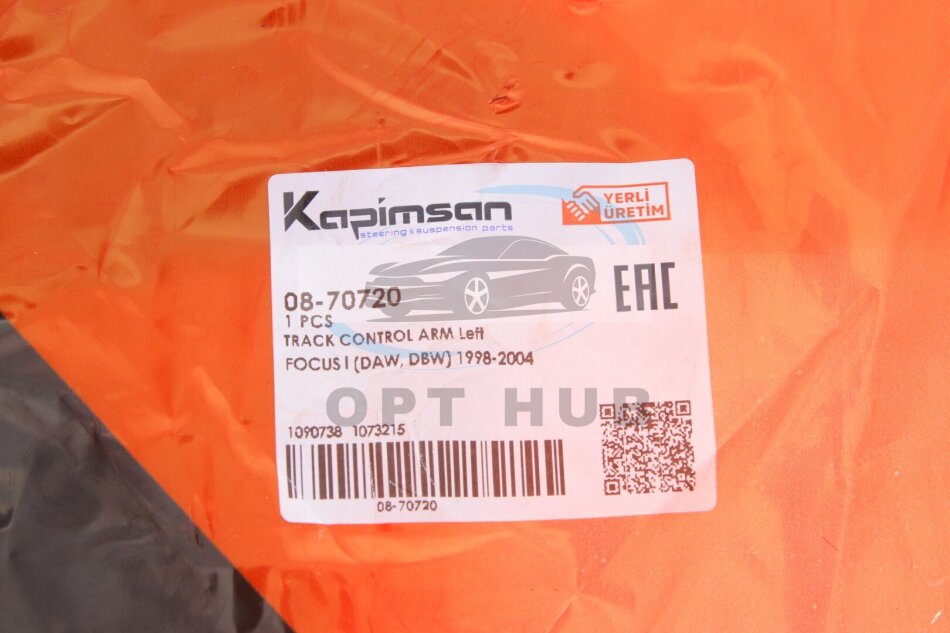 Kapimsan
steering & suspension parts
YERLİ
ÜRETİM
EAC
08-70720
1 PCS
TRACK CONTROL ARM Left
FOCUS I (DAW, DBW) 1998-2004
OPT HUB
1090738 1073215
08-70720